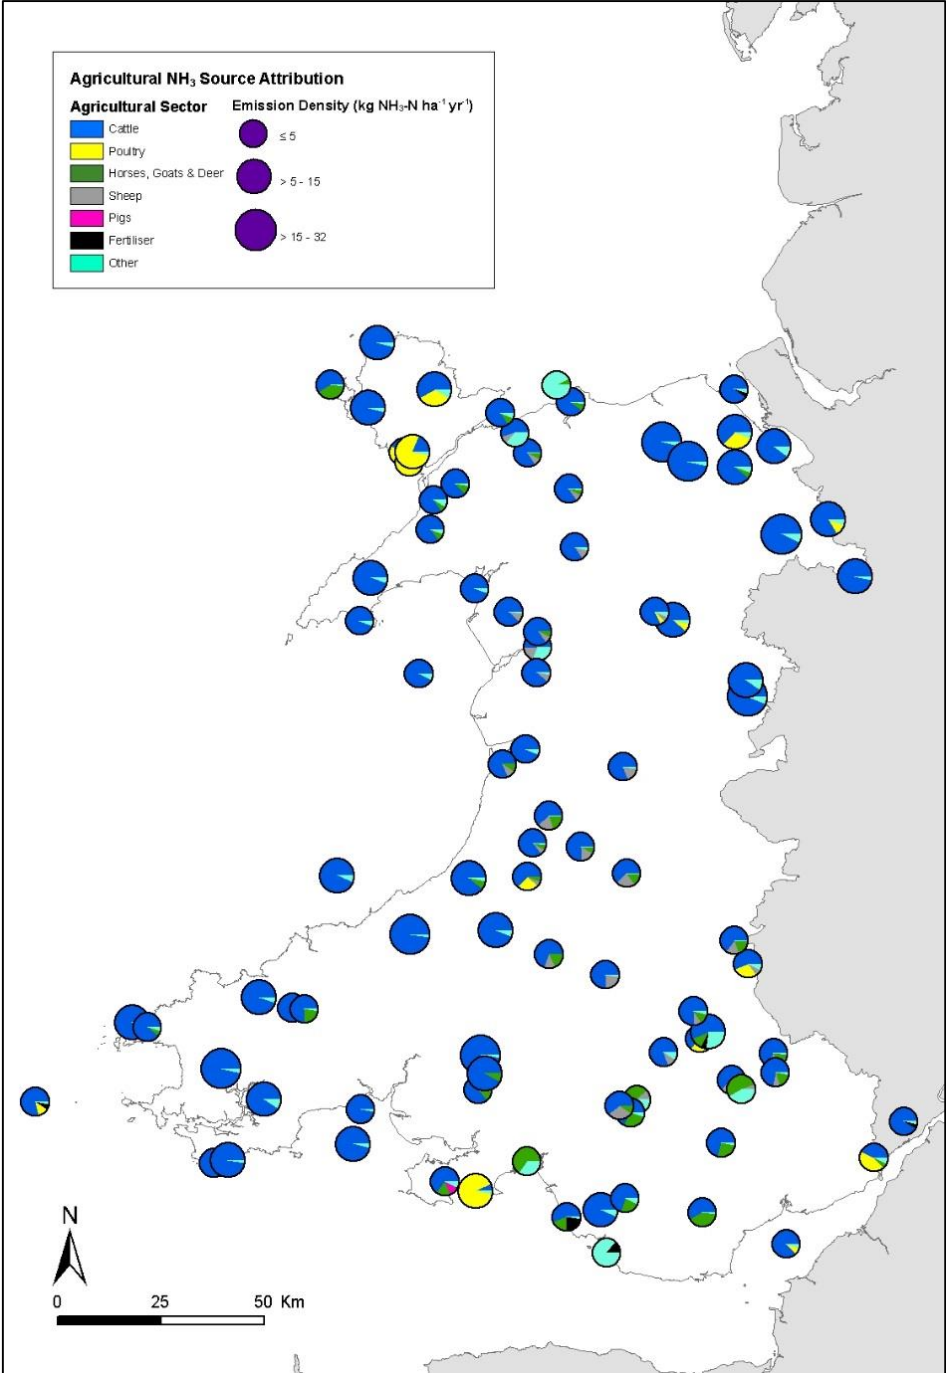 Agricultural NH₃ Source Attribution
Agricultural Sector
Emission Density (kg NH₃-N ha⁻¹ yr⁻¹)
Cattle
Poultry
Horses, Goats & Deer
Sheep
Pigs
Fertiliser
Other
≤ 5
> 5 - 15
> 15 - 32
N
0 25 50 Km